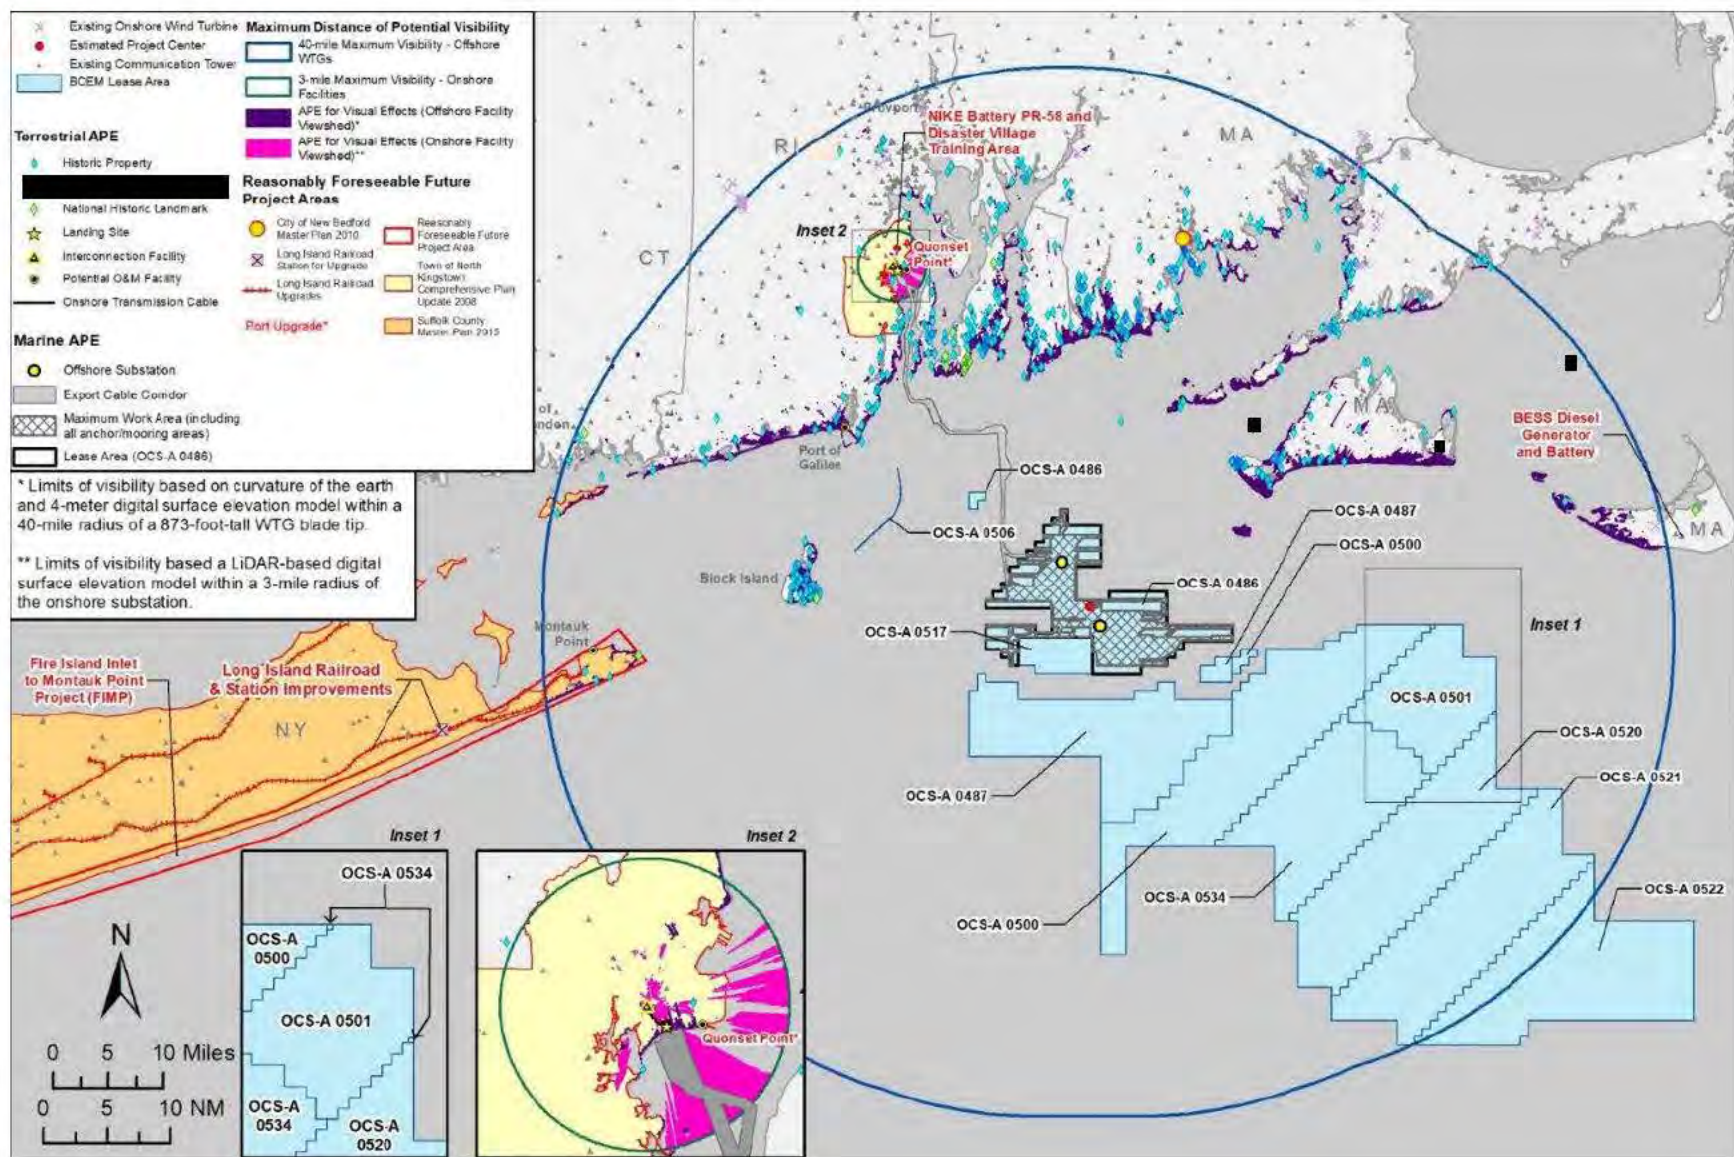 Existing Onshore Wind Turbine
Estimated Project Center
Existing Communication Tower
BOEM Lease Area
Terrestrial APE
Historic Property
National Historic Landmark
Landing Site
Interconnection Facility
Potential O&M Facility
Onshore Transmission Cable
Marine APE
Offshore Substation
Export Cable Corridor
Maximum Work Area (including
all anchor/mooring areas)
Lease Area (OCS-A 0486)
Maximum Distance of Potential Visibility
40-mile Maximum Visibility - Offshore
WTGs
3-mile Maximum Visibility - Onshore
Facilities
APE for Visual Effects (Offshore Facility
Viewshed)*
APE for Visual Effects (Onshore Facility
Viewshed)**
Reasonably Foreseeable Future
Project Areas
City of New Bedford
Master Plan 2010
Long Island Railroad
Station for Upgrade
Long Island Railroad
Upgrades
Port Upgrade*
Reasonably
Foreseeable Future
Project Area
Town of North
Kingstown
Comprehensive Plan
Update 2008
Suffolk County
Master Plan 2015
* Limits of visibility based on curvature of the earth
and 4-meter digital surface elevation model within a
40-mile radius of a 873-foot-tall WTG blade tip.
** Limits of visibility based a LiDAR-based digital
surface elevation model within a 3-mile radius of
the onshore substation.
NIKE Battery PR-58 and
Disaster Village
Training Area
RI
MA
CT
Inset 2
Quonset
Point*
of
Port of
Galilee
MA
BESS Diesel
Generator
and Battery
MA
OCS-A 0486
OCS-A 0506
OCS-A 0487
OCS-A 0500
Block Island
OCS-A 0486
OCS-A 0517
Inset 1
Montauk
Point
Fire Island Inlet
to Montauk Point
Project (FIMP)
Long Island Railroad
& Station Improvements
NY
OCS-A 0501
OCS-A 0520
OCS-A 0521
OCS-A 0487
OCS-A 0534
OCS-A 0522
OCS-A 0500
Inset 1
OCS-A 0534
OCS-A
0500
OCS-A 0501
OCS-A
0534
OCS-A
0520
Inset 2
Quonset Point*
N
0 5 10 Miles
0 5 10 NM